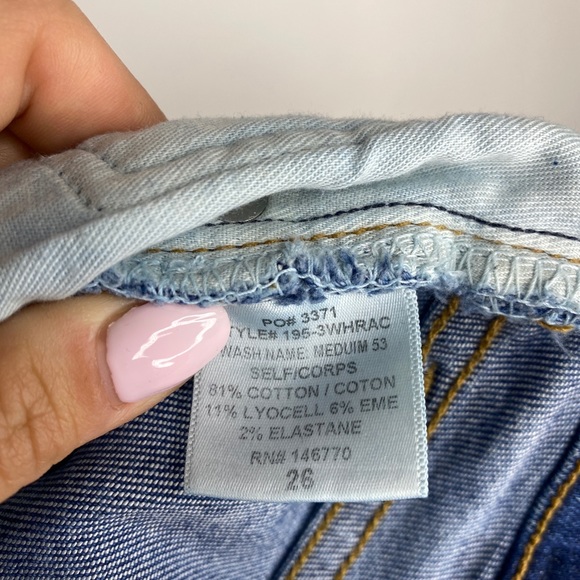 PO# 3371
STYLE# 195-3WHRAC
WASH NAME: MEDUIM 53
SELF/CORPS
81% COTTON / COTON
11% LYOCELL 6% EME
2% ELASTANE
RN# 146770
26